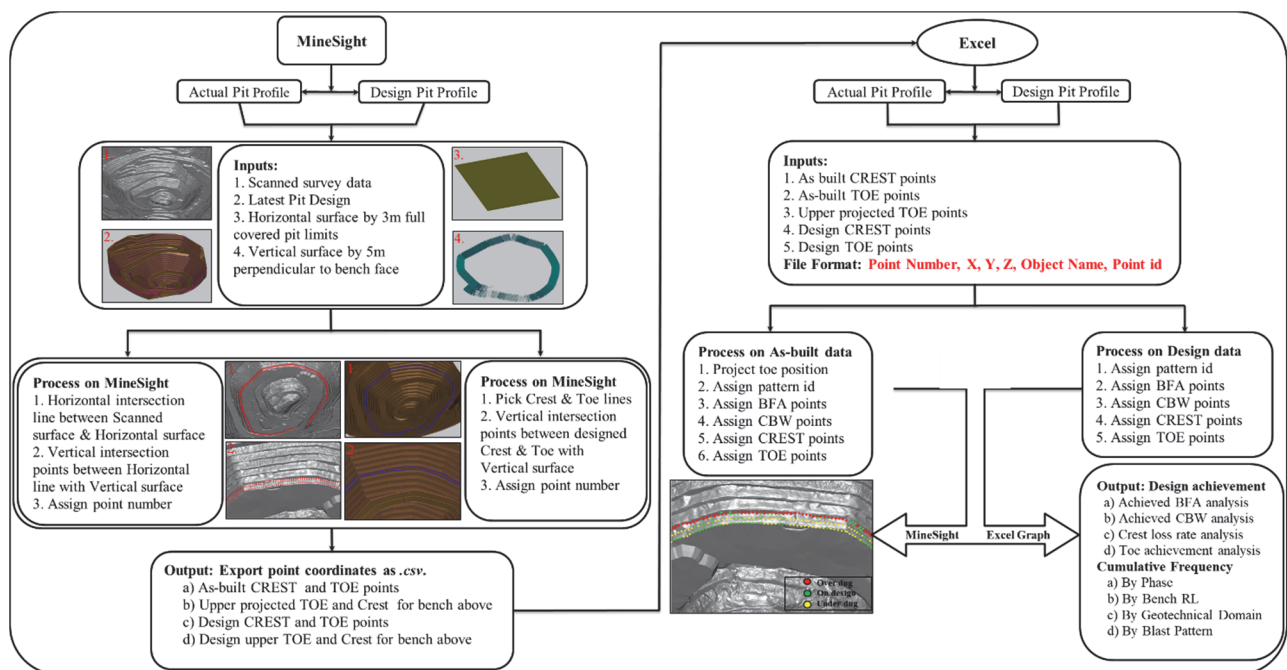 MineSight
Actual Pit Profile
Design Pit Profile
1.
2.
Inputs:
1. Scanned survey data
2. Latest Pit Design
3. Horizontal surface by 3m full
covered pit limits
4. Vertical surface by 5m
perpendicular to bench face
3.
4.
Process on MineSight
1. Horizontal intersection
line between Scanned
surface & Horizontal surface
2. Vertical intersection
points between Horizontal
line with Vertical surface
3. Assign point number
Process on MineSight
1. Pick Crest & Toe lines
2. Vertical intersection
points between designed
Crest & Toe with
Vertical surface
3. Assign point number
Output: Export point coordinates as .csv.
a) As-built CREST and TOE points
b) Upper projected TOE and Crest for bench above
c) Design CREST and TOE points
d) Design upper TOE and Crest for bench above
Excel
Actual Pit Profile
Design Pit Profile
Inputs:
1. As built CREST points
2. As-built TOE points
3. Upper projected TOE points
4. Design CREST points
5. Design TOE points
File Format: Point Number, X, Y, Z, Object Name, Point id
Process on As-built data
1. Project toe position
2. Assign pattern id
3. Assign BFA points
4. Assign CBW points
5. Assign CREST points
6. Assign TOE points
Process on Design data
1. Assign pattern id
2. Assign BFA points
3. Assign CBW points
4. Assign CREST points
5. Assign TOE points
Over dug
On design
Under dug
MineSight
Excel Graph
Output: Design achievement
a) Achieved BFA analysis
b) Achieved CBW analysis
c) Crest loss rate analysis
d) Toe achievement analysis
Cumulative Frequency
a) By Phase
b) By Bench RL
c) By Geotechnical Domain
d) By Blast Pattern